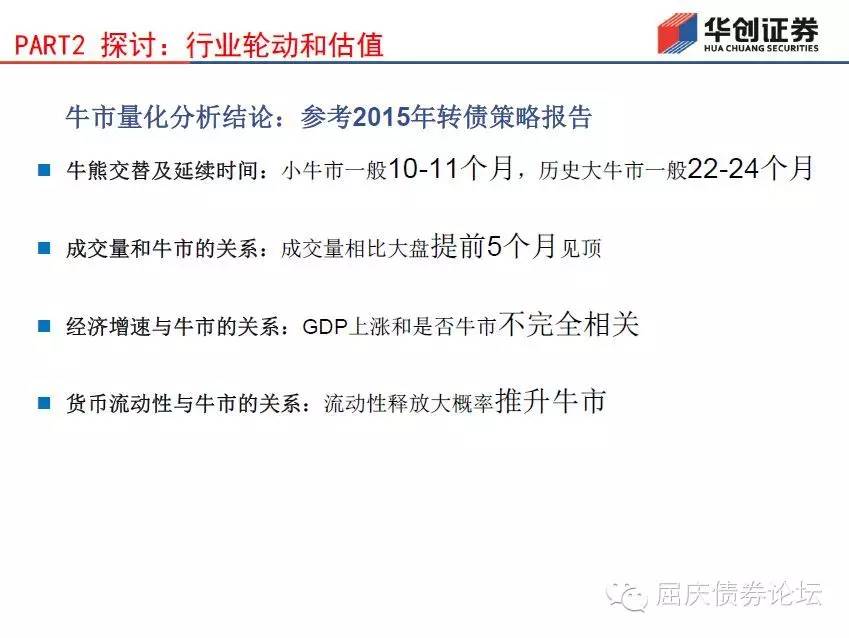 PART2 探讨：行业轮动和估值
华创证券
HUA CHUANG SECURITIES
牛市量化分析结论：参考2015年转债策略报告
牛熊交替及延续时间：小牛市一般10-11个月，历史大牛市一般22-24个月
成交量和牛市的关系：成交量相比大盘提前5个月见顶
经济增速与牛市的关系：GDP上涨和是否牛市不完全相关
货币流动性与牛市的关系：流动性释放大概率推升牛市
屈庆债券论坛